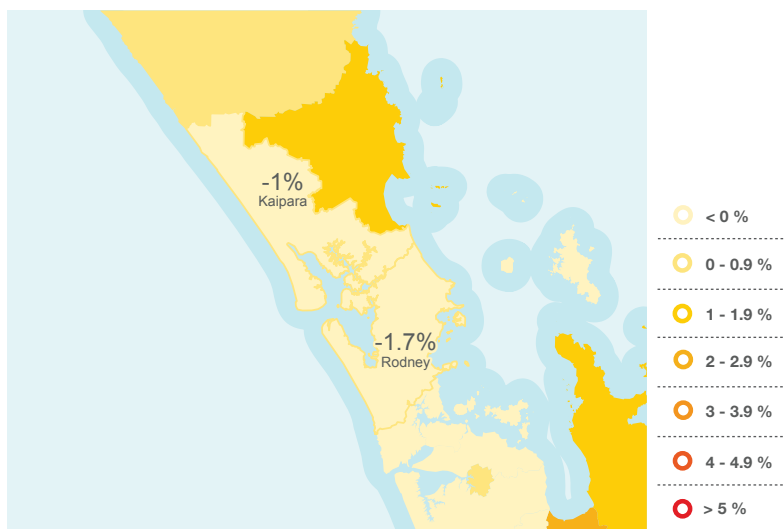 -1%
Kaipara
-1.7%
Rodney
< 0 %
0 - 0.9 %
1 - 1.9 %
2 - 2.9 %
3 - 3.9 %
4 - 4.9 %
> 5 %